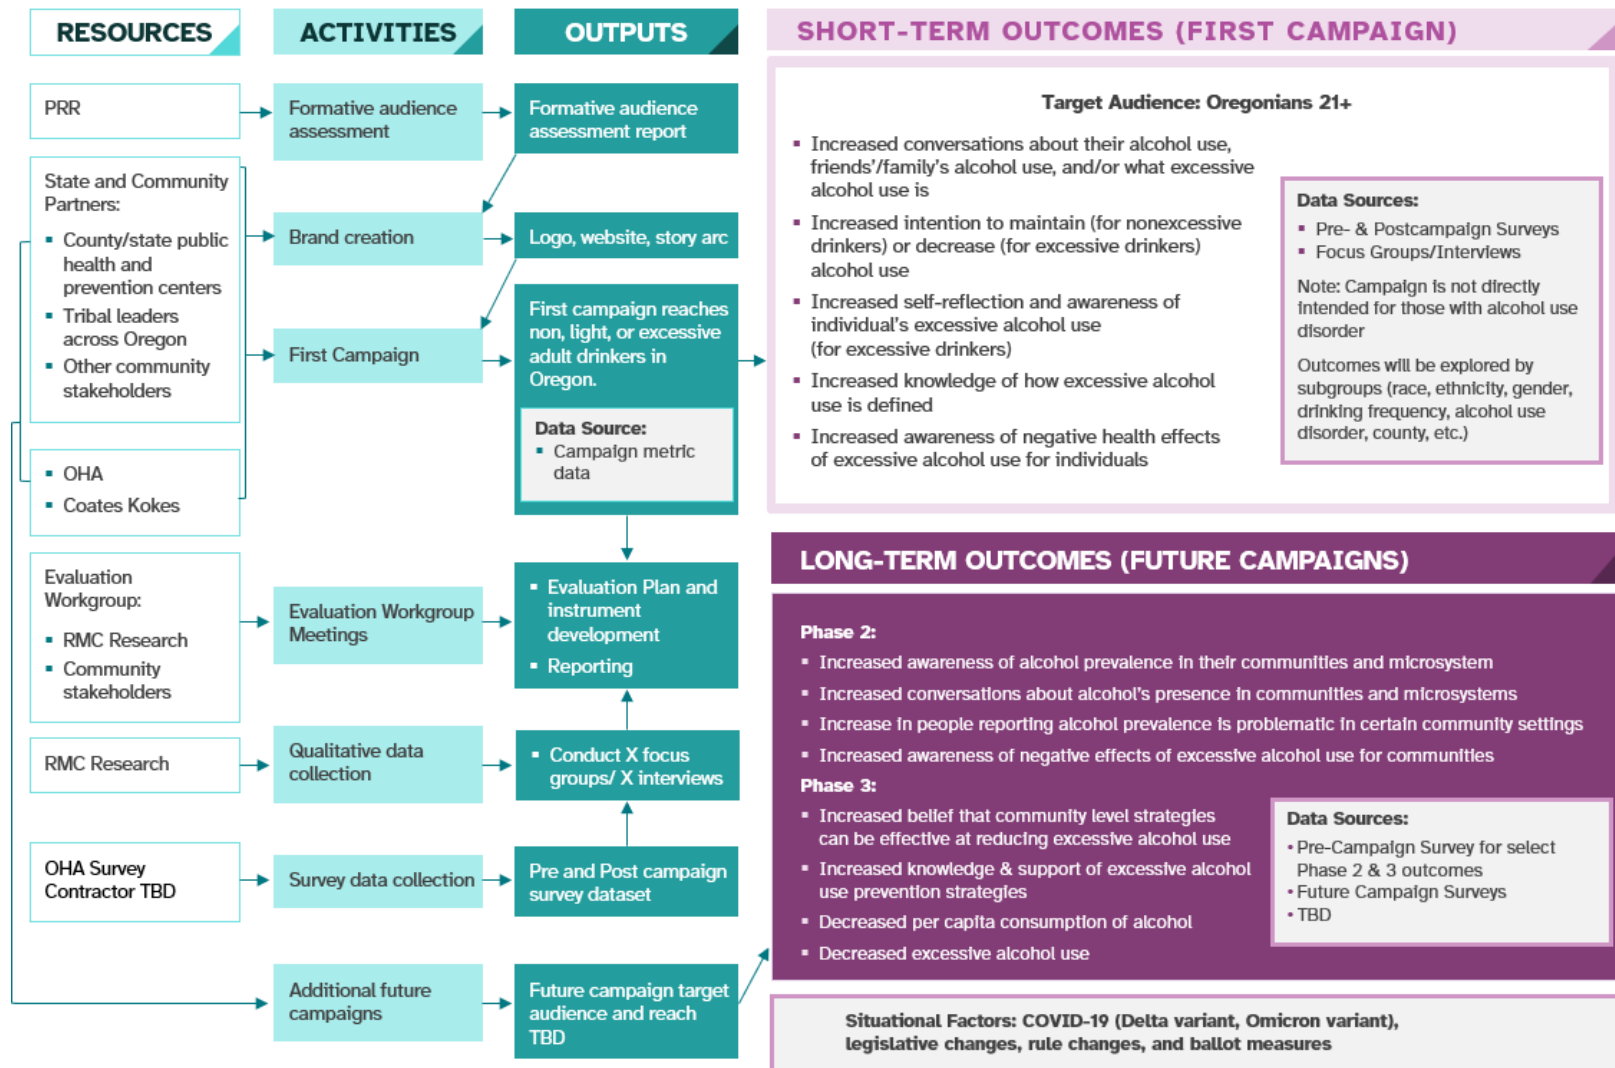 RESOURCES
ACTIVITIES
OUTPUTS
SHORT-TERM OUTCOMES (FIRST CAMPAIGN)
PRR
Formative audience
assessment
Formative audience
assessment report
State and Community
Partners:
▪ County/state public
health and
prevention centers
▪ Tribal leaders
across Oregon
▪ Other community
stakeholders
▪ OHA
▪ Coates Kokes
Brand creation
Logo, website, story arc
First Campaign
First campaign reaches
non, light, or excessive
adult drinkers in
Oregon.
Data Source:
▪ Campaign metric
data
Evaluation
Workgroup:
▪ RMC Research
▪ Community
stakeholders
Evaluation Workgroup
Meetings
▪ Evaluation Plan and
instrument
development
▪ Reporting
RMC Research
Qualitative data
collection
▪ Conduct X focus
groups/ X interviews
OHA Survey
Contractor TBD
Survey data collection
Pre and Post campaign
survey dataset
Additional future
campaigns
Future campaign target
audience and reach
TBD
Target Audience: Oregonians 21+
▪ Increased conversations about their alcohol use,
friends’/family’s alcohol use, and/or what excessive
alcohol use is
▪ Increased intention to maintain (for nonexcessive
drinkers) or decrease (for excessive drinkers)
alcohol use
▪ Increased self-reflection and awareness of
individual’s excessive alcohol use
(for excessive drinkers)
▪ Increased knowledge of how excessive alcohol
use is defined
▪ Increased awareness of negative health effects
of excessive alcohol use for individuals
Data Sources:
▪ Pre- & Postcampaign Surveys
▪ Focus Groups/Interviews
Note: Campaign is not directly
intended for those with alcohol use
disorder
Outcomes will be explored by
subgroups (race, ethnicity, gender,
drinking frequency, alcohol use
disorder, county, etc.)
LONG-TERM OUTCOMES (FUTURE CAMPAIGNS)
Phase 2:
▪ Increased awareness of alcohol prevalence in their communities and microsystem
▪ Increased conversations about alcohol’s presence in communities and microsystems
▪ Increase in people reporting alcohol prevalence is problematic in certain community settings
▪ Increased awareness of negative effects of excessive alcohol use for communities
Phase 3:
▪ Increased belief that community level strategies
can be effective at reducing excessive alcohol use
▪ Increased knowledge & support of excessive alcohol
use prevention strategies
▪ Decreased per capita consumption of alcohol
▪ Decreased excessive alcohol use
Data Sources:
• Pre-Campaign Survey for select
Phase 2 & 3 outcomes
• Future Campaign Surveys
• TBD
Situational Factors: COVID-19 (Delta variant, Omicron variant),
legislative changes, rule changes, and ballot measures